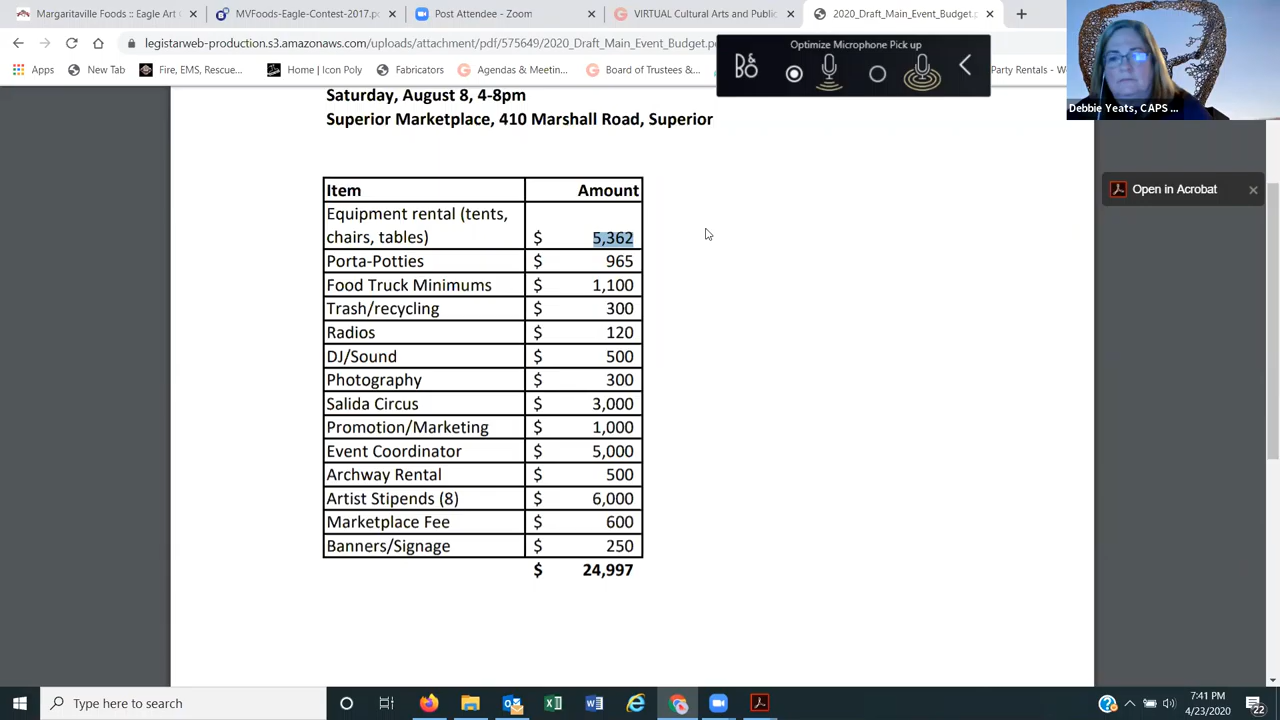 Margaritaville Foods :: Eagle Art C
MVFoods-Eagle-Contest-2017.p
Post Attendee - Zoom
VIRTUAL Cultural Arts and Public
2020_Draft_Main_Event_Budget.p
legistarweb-production.s3.amazonaws.com/uploads/attachment/pdf/575649/2020_Draft_Main_Event_Budget.p
Optimize Microphone Pick up
BO
Apps
New Tab
Fire, EMS, Rescue...
Home | Icon Poly
Fabricators
Agendas & Meetin...
Board of Trustees &...
Party Rentals - W
Debbie Yeats, CAPS ...
Saturday, August 8, 4-8pm
Superior Marketplace, 410 Marshall Road, Superior
Open in Acrobat
Item Amount
Equipment rental (tents,
chairs, tables) $ 5,362
Porta-Potties $ 965
Food Truck Minimums $ 1,100
Trash/recycling $ 300
Radios $ 120
DJ/Sound $ 500
Photography $ 300
Salida Circus $ 3,000
Promotion/Marketing $ 1,000
Event Coordinator $ 5,000
Archway Rental $ 500
Artist Stipends (8) $ 6,000
Marketplace Fee $ 600
Banners/Signage $ 250
$ 24,997
Type here to search
7:41 PM
4/23/2020
22